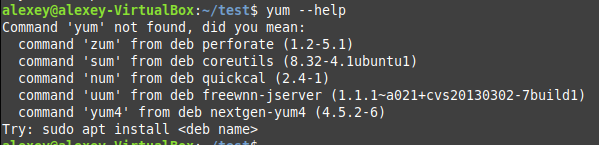 alexey@alexey-VirtualBox:~/test$ yum --help
Command 'yum' not found, did you mean:
  command 'zum' from deb perforate (1.2-5.1)
  command 'sum' from deb coreutils (8.32-4.1ubuntu1)
  command 'num' from deb quickcal (2.4-1)
  command 'uum' from deb freewnn-jserver (1.1.1~a021+cvs20130302-7build1)
  command 'yum4' from deb nextgen-yum4 (4.5.2-6)
Try: sudo apt install <deb name>
alexey@alexey-VirtualBox:~/test$